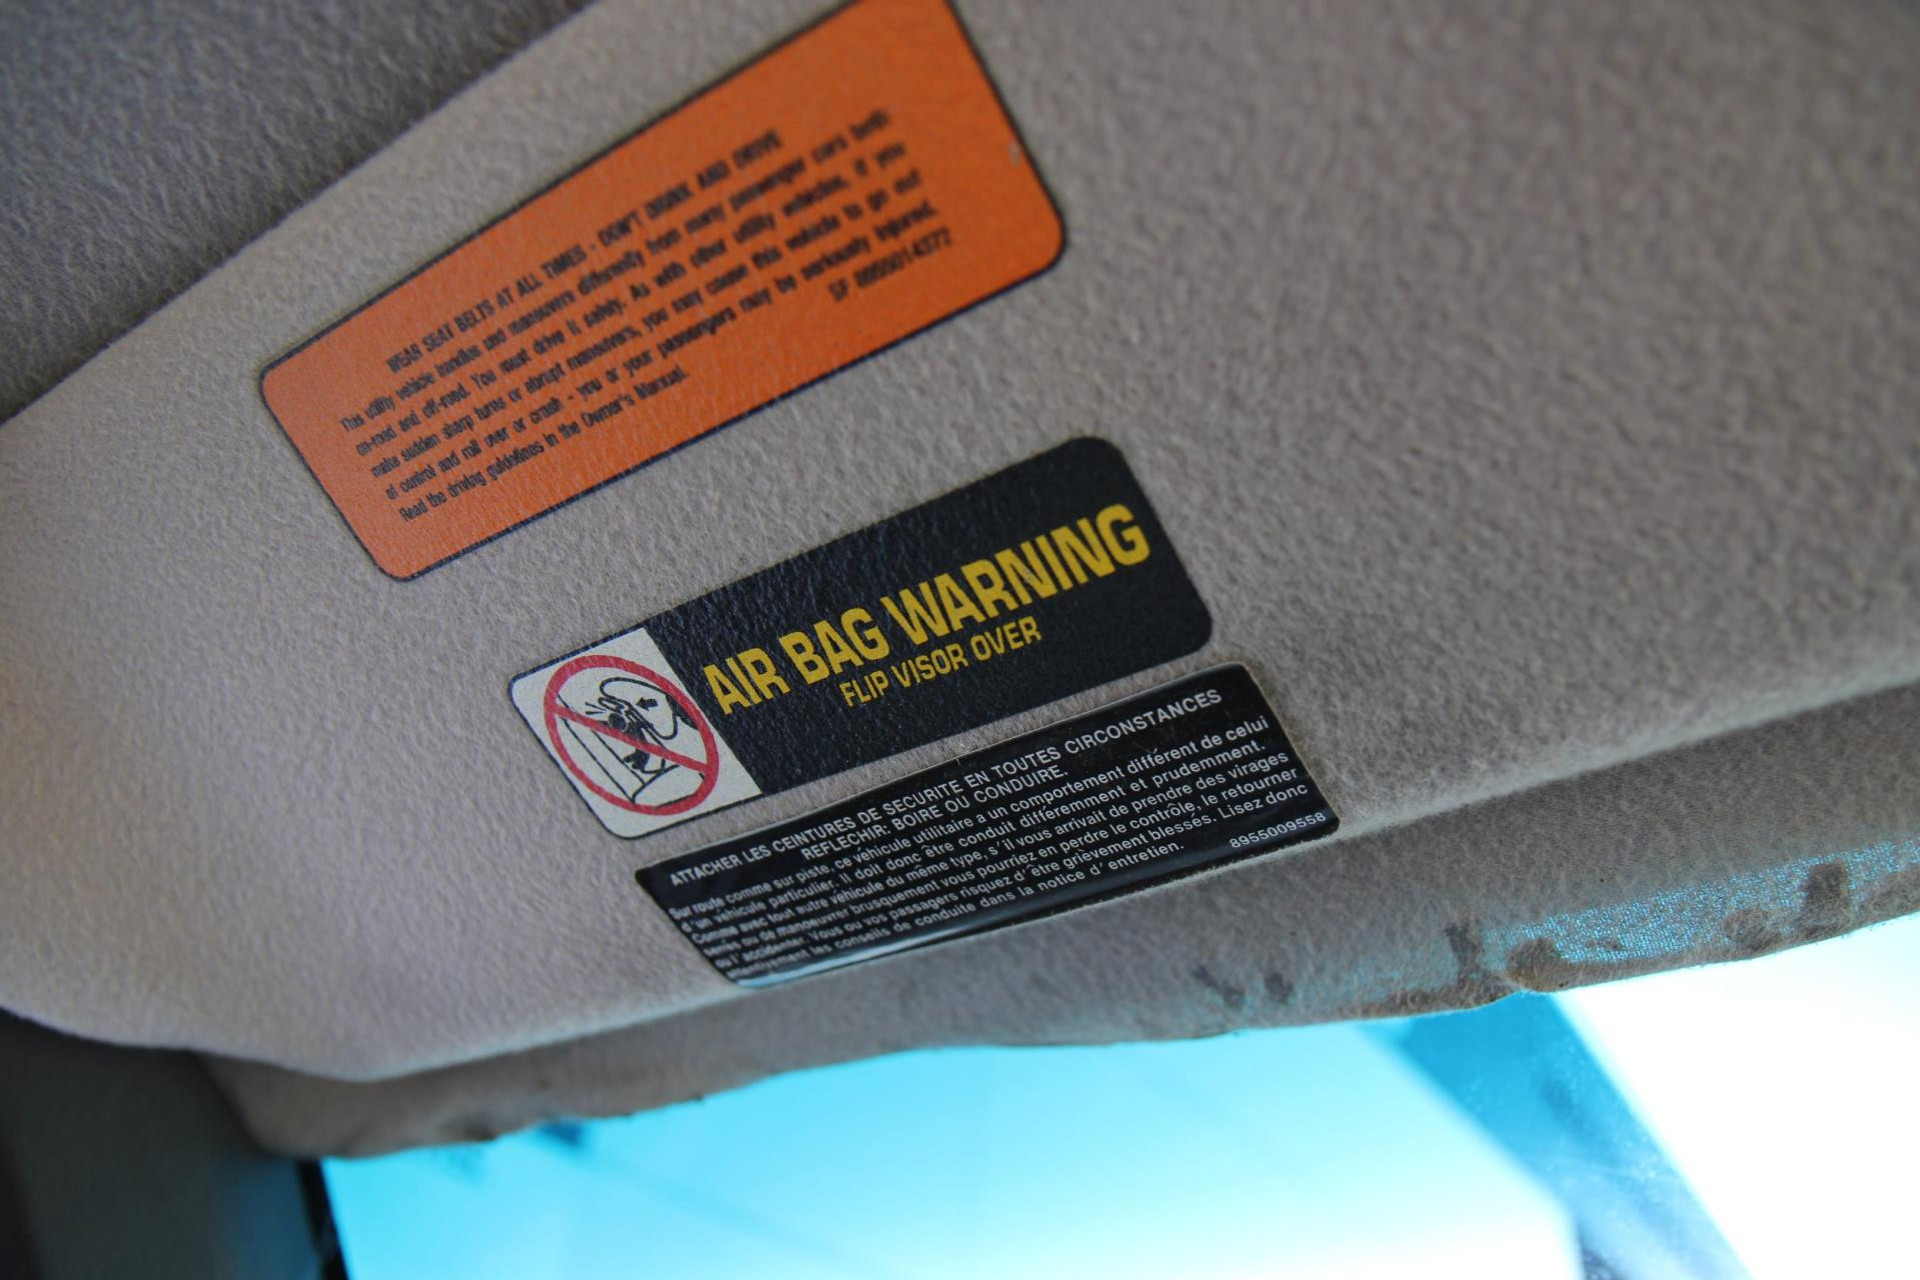 WEAR SEAT BELTS AT ALL TIMES - DON'T DRINK AND DRIVE
This utility vehicle handles and maneuvers differently from many passenger cars both
on-road and off-road. You must drive it safely. As with other utility vehicles, if you
make sudden sharp turns or abrupt maneuvers, you may cause this vehicle to go out
of control and roll over or crash - you or your passengers may be seriously injured.
Read the driving guidelines in the Owner's Manual.
SF 8955014372
AIR BAG WARNING
FLIP VISOR OVER
ATTACHER LES CEINTURES DE SECURITE EN TOUTES CIRCONSTANCES
REFLECHIR: BOIRE OU CONDUIRE.
Sur route comme sur piste, ce véhicule utilitaire a un comportement différent de celui
d'un véhicule particulier. Il doit donc être conduit différemment et prudemment.
Comme avec tout autre véhicule du même type, s'il vous arrivait de prendre des virages
serrés ou de manoeuvrer brusquement vous pourriez en perdre le contrôle, le retourner
ou l'accidenter. Vous ou vos passagers risquez d'être grièvement blessés. Lisez donc
attentivement les conseils de conduite dans la notice d'entretien.
8955009558